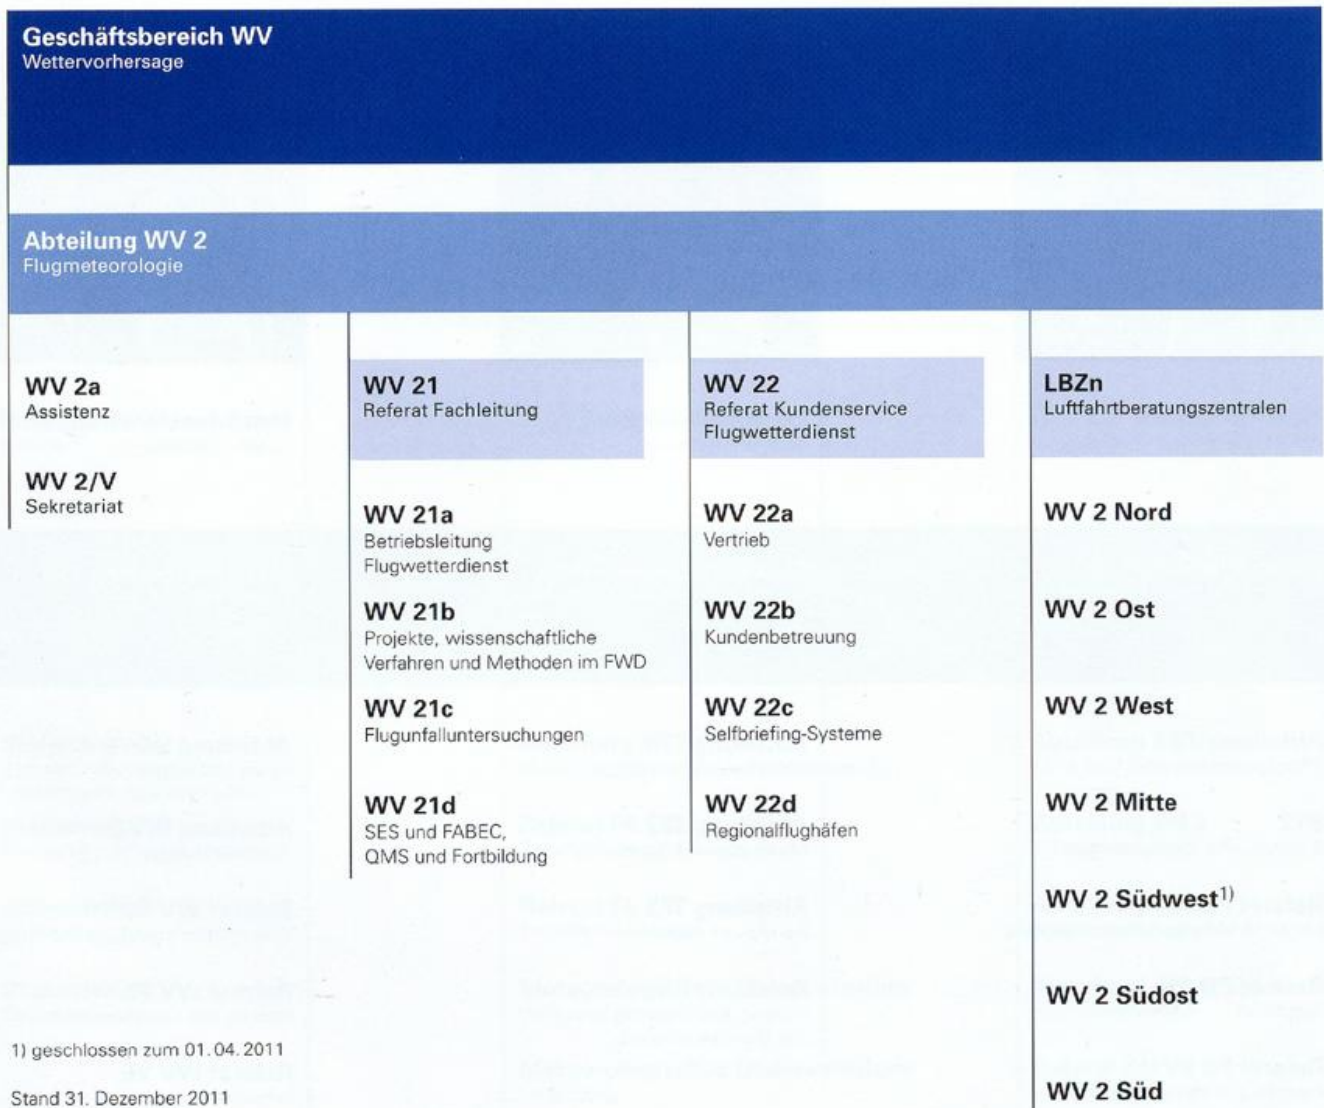 Geschäftsbereich WV
Wettervorhersage
Abteilung WV 2
Flugmeteorologie
WV 2a
Assistenz
WV 2/V
Sekretariat
WV 21
Referat Fachleitung
WV 21a
Betriebsleitung
Flugwetterdienst
WV 21b
Projekte, wissenschaftliche
Verfahren und Methoden im FWD
WV 21c
Flugunfalluntersuchungen
WV 21d
SES und FABEC,
QMS und Fortbildung
WV 22
Referat Kundenservice
Flugwetterdienst
WV 22a
Vertrieb
WV 22b
Kundenbetreuung
WV 22c
Selfbriefing-Systeme
WV 22d
Regionalflughäfen
LBZn
Luftfahrtberatungszentralen
WV 2 Nord
WV 2 Ost
WV 2 West
WV 2 Mitte
WV 2 Südwest1)
WV 2 Südost
WV 2 Süd
1) geschlossen zum 01.04.2011
Stand 31. Dezember 2011